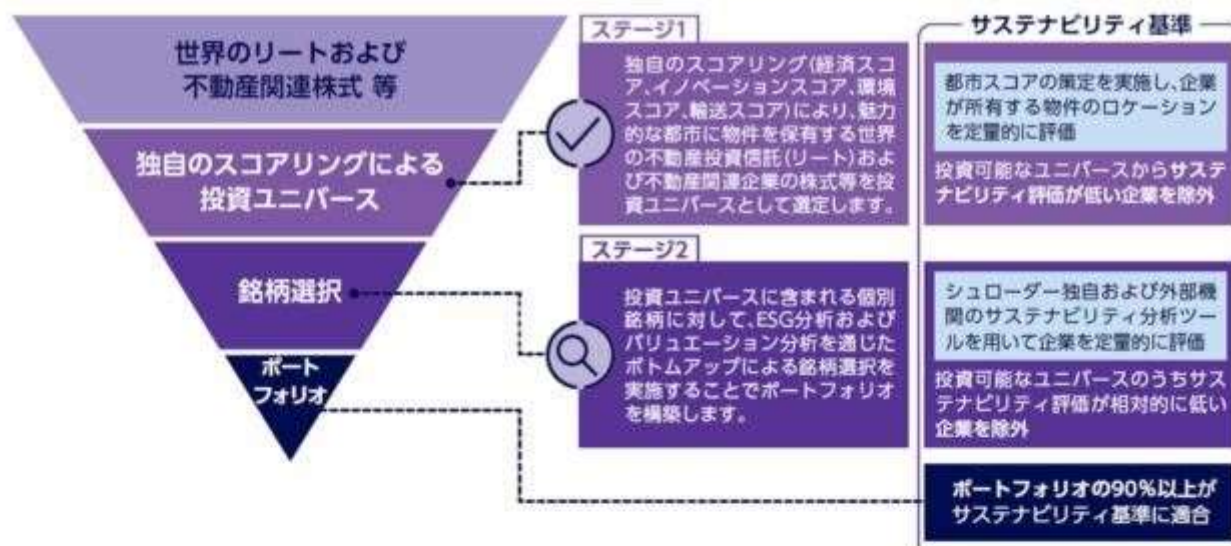 世界のリートおよび
不動産関連株式 等
独自のスコアリングによる
投資ユニバース
銘柄選択
ポート
フォリオ
ステージ1
独自のスコアリング(経済スコ
ア、イノベーションスコア、環境
スコア、輸送スコア)により、魅力
的な都市に物件を保有する世界
の不動産投資信託(リート)およ
び不動産関連企業の株式等を投
資ユニバースとして選定します。
ステージ2
投資ユニバースに含まれる個別
銘柄に対して、ESG分析および
バリュエーション分析を通じた
ボトムアップによる銘柄選択を
実施することでポートフォリオ
を構築します。
サステナビリティ基準
都市スコアの策定を実施し、企業
が所有する物件のロケーション
を定量的に評価
投資可能なユニバースからサステ
ナビリティ評価が低い企業を除外
シュローダー独自および外部機
関のサステナビリティ分析ツー
ルを用いて企業を定量的に評価
投資可能なユニバースのうちサス
テナビリティ評価が相対的に低い
企業を除外
ポートフォリオの90%以上が
サステナビリティ基準に適合